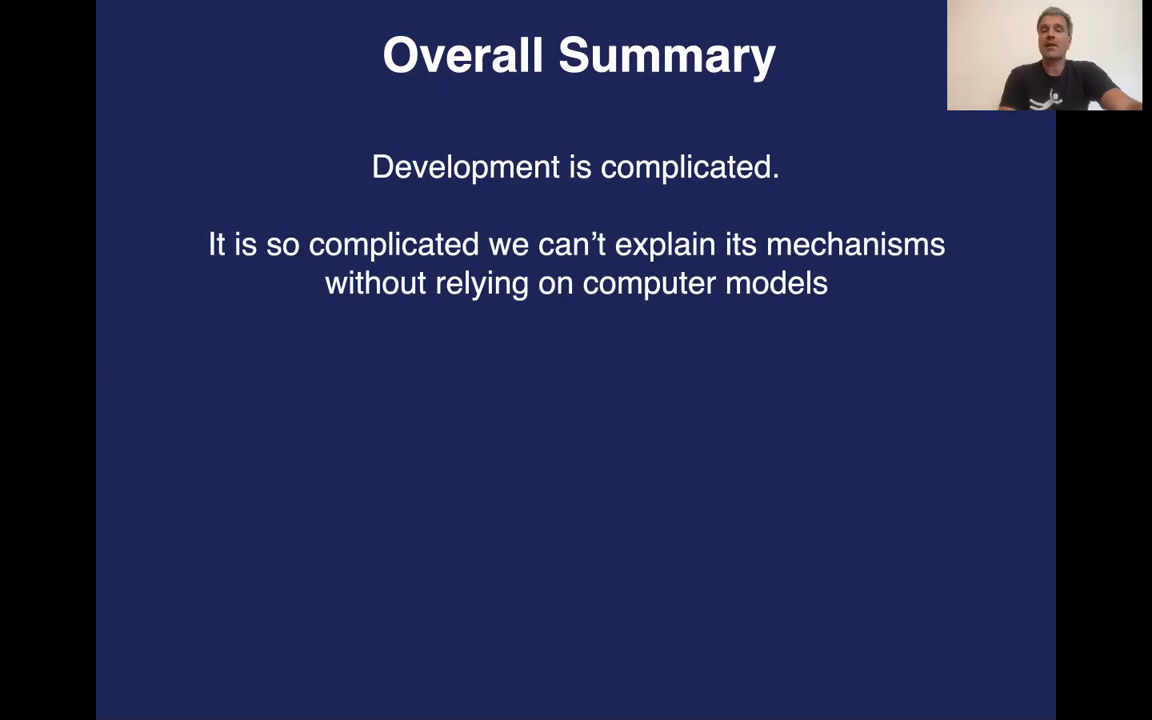 Overall Summary
Development is complicated.
It is so complicated we can’t explain its mechanisms
without relying on computer models